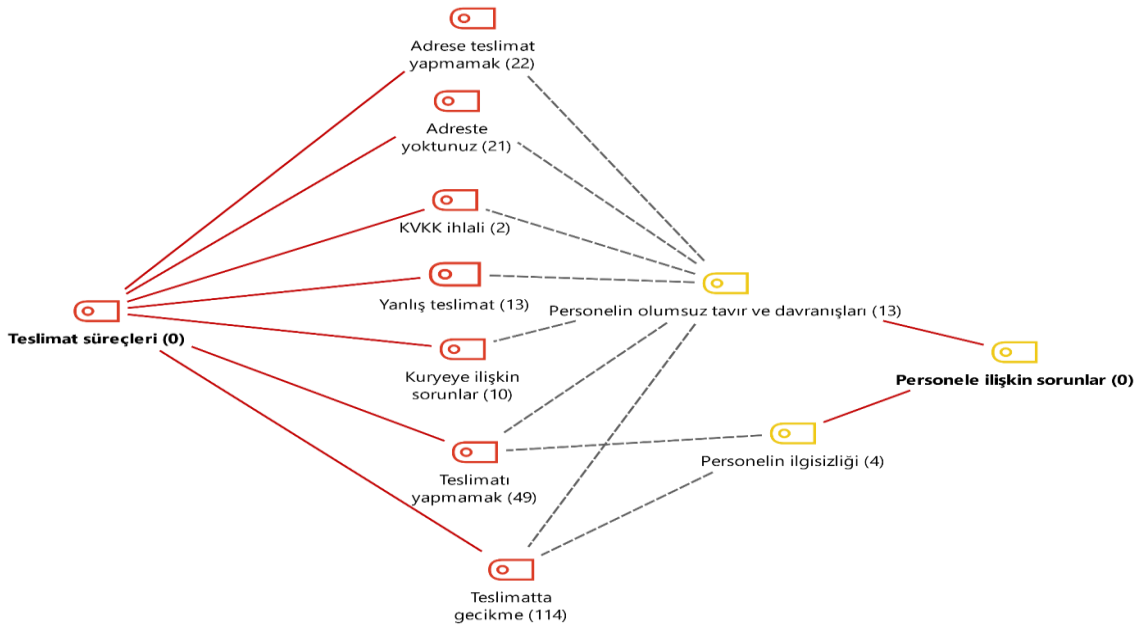 Adrese teslimat
yapmamak (22)
Adreste
yoktunuz (21)
KVKK ihlali (2)
Yanlış teslimat (13)
Personelin olumsuz tavır ve davranışları (13)
Teslimat süreçleri (0)
Kuryeye ilişkin
sorunlar (10)
Personele ilişkin sorunlar (0)
Personelin ilgisizliği (4)
Teslimatı
yapmamak (49)
Teslimatta
gecikme (114)